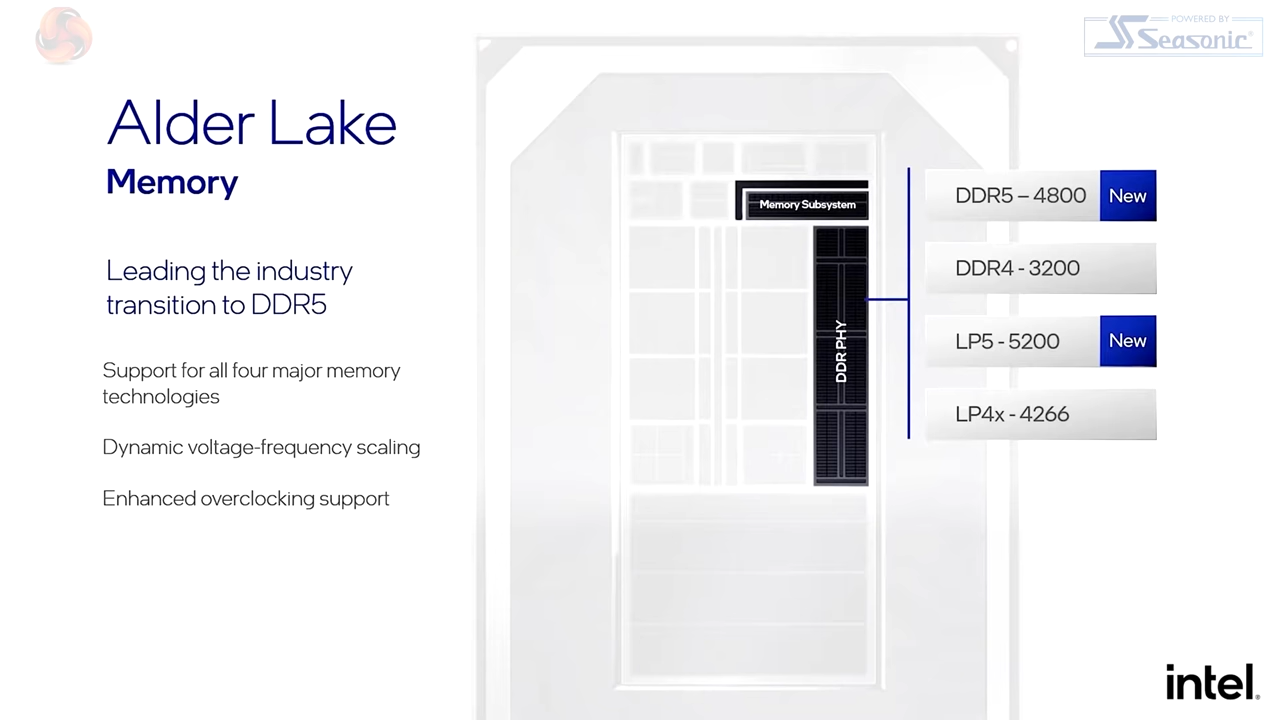 POWERED BY
Seasonic®
Alder Lake
Memory
Leading the industry
transition to DDR5
Support for all four major memory
technologies
Dynamic voltage-frequency scaling
Enhanced overclocking support
Memory Subsystem
DDR PHY
DDR5 – 4800 New
DDR4 - 3200
LP5 - 5200 New
LP4x - 4266
intel®